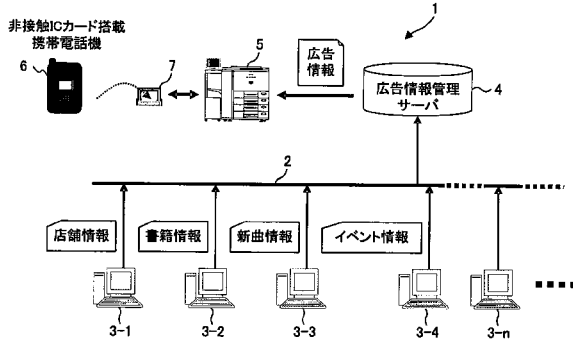 1
非接触ICカード搭載
携帯電話機
6
7
5
広告
情報
広告情報管理
サーバ
4
2
店舗情報
書籍情報
新曲情報
イベント情報
3-1
3-2
3-3
3-4
3-n